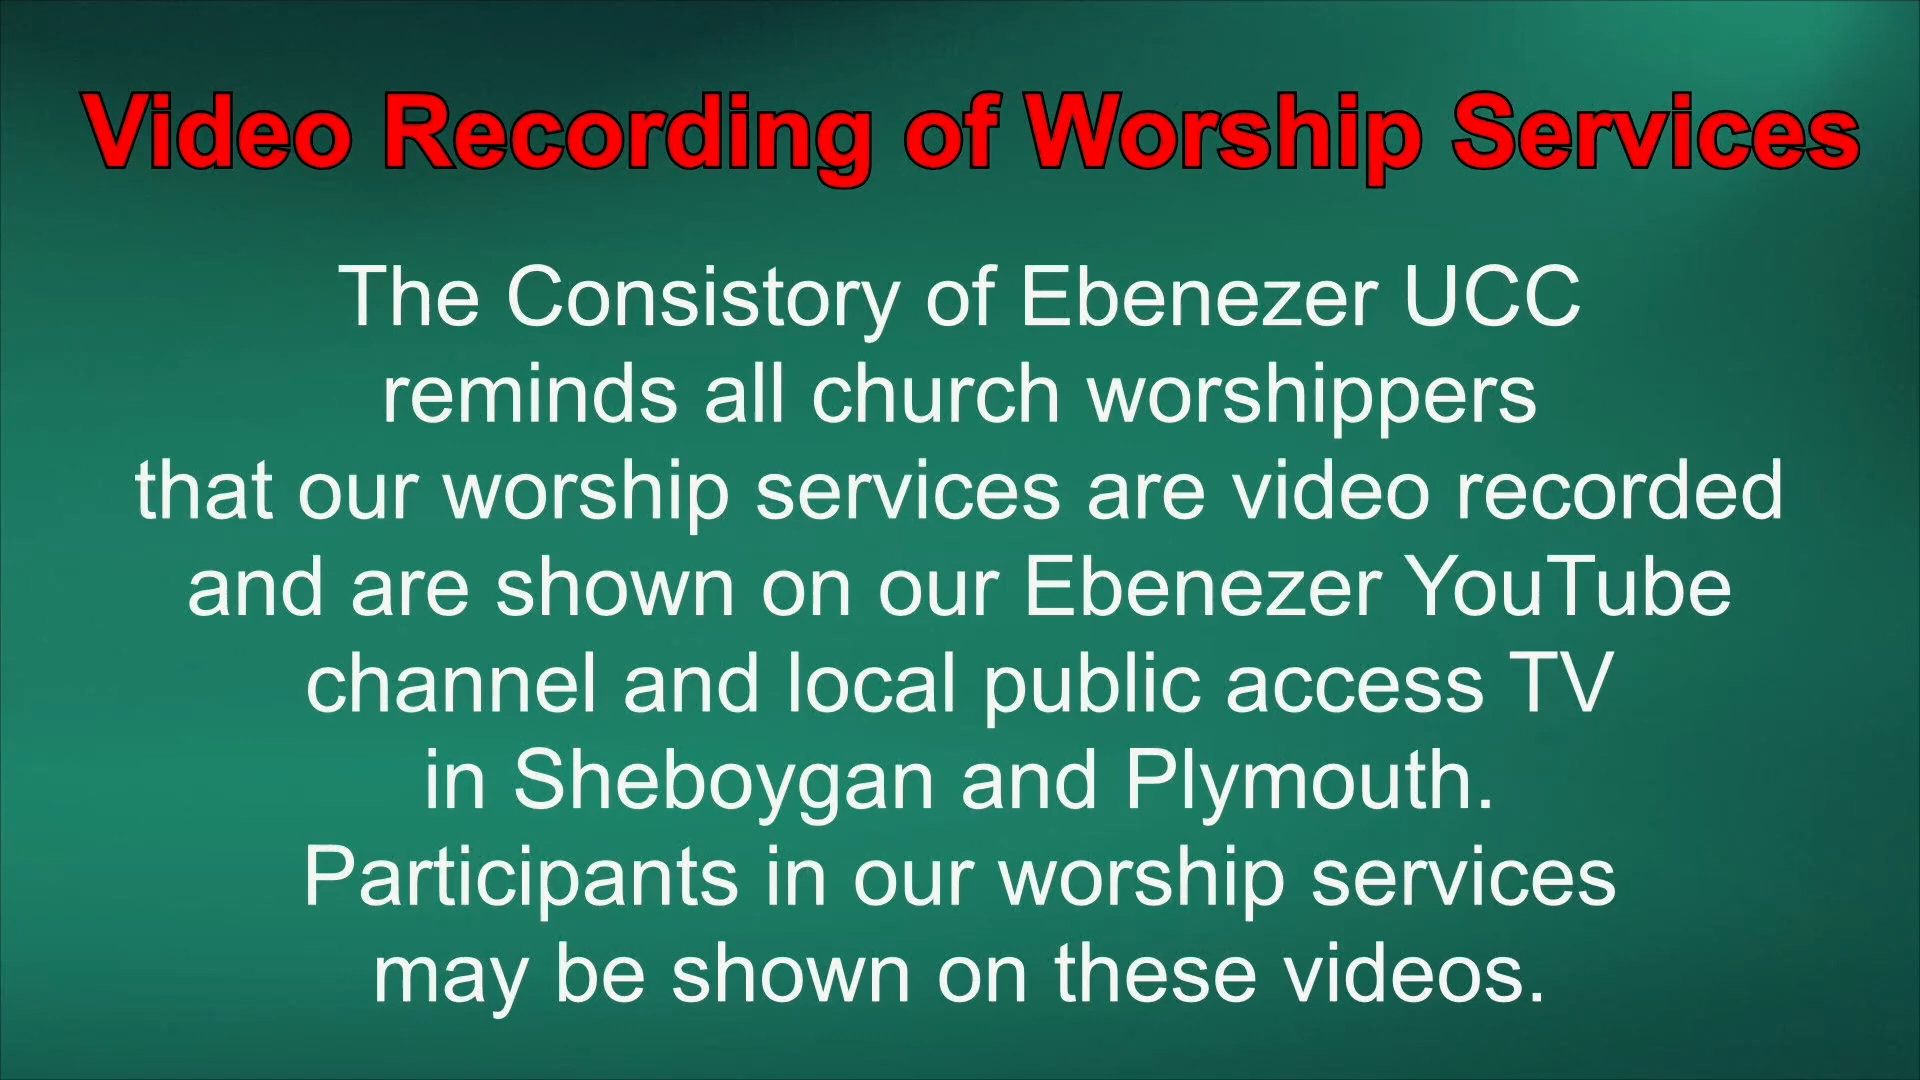 Video Recording of Worship Services
The Consistory of Ebenezer UCC
reminds all church worshippers
that our worship services are video recorded
and are shown on our Ebenezer YouTube
channel and local public access TV
in Sheboygan and Plymouth.
Participants in our worship services
may be shown on these videos.